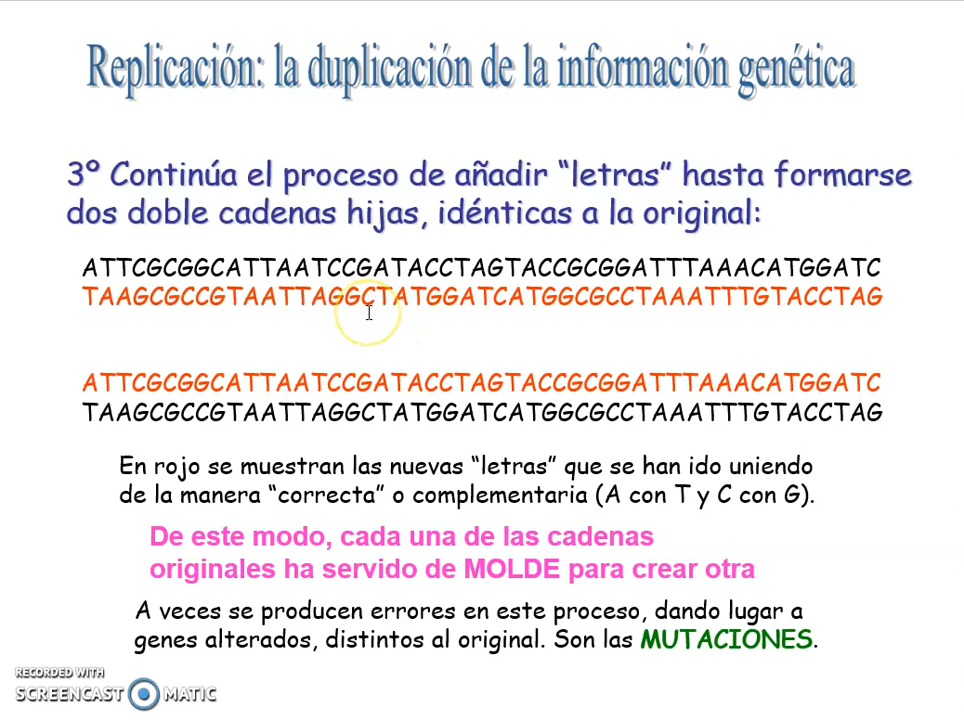 Replicación: la duplicación de la información genética
3º Continúa el proceso de añadir “letras” hasta formarse
dos doble cadenas hijas, idénticas a la original:
ATTCGCGGCATTAATCCGATACCTAGTACCGCGGATTTAAACATGGATC
TAAGCGCCGTAATTAGGCTATGGATCATGGCGCCTAAATTTGTACCTAG
ATTCGCGGCATTAATCCGATACCTAGTACCGCGGATTTAAACATGGATC
TAAGCGCCGTAATTAGGCTATGGATCATGGCGCCTAAATTTGTACCTAG
En rojo se muestran las nuevas “letras” que se han ido uniendo
de la manera “correcta” o complementaria (A con T y C con G).
De este modo, cada una de las cadenas
originales ha servido de MOLDE para crear otra
A veces se producen errores en este proceso, dando lugar a
genes alterados, distintos al original. Son las MUTACIONES.
RECORDED WITH
SCREENCAST MATIC